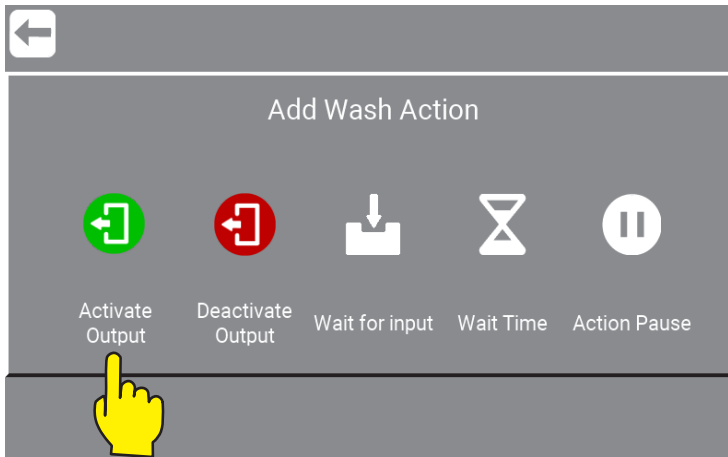 Add Wash Action
Activate
Output
Deactivate
Output
Wait for input
Wait Time
Action Pause